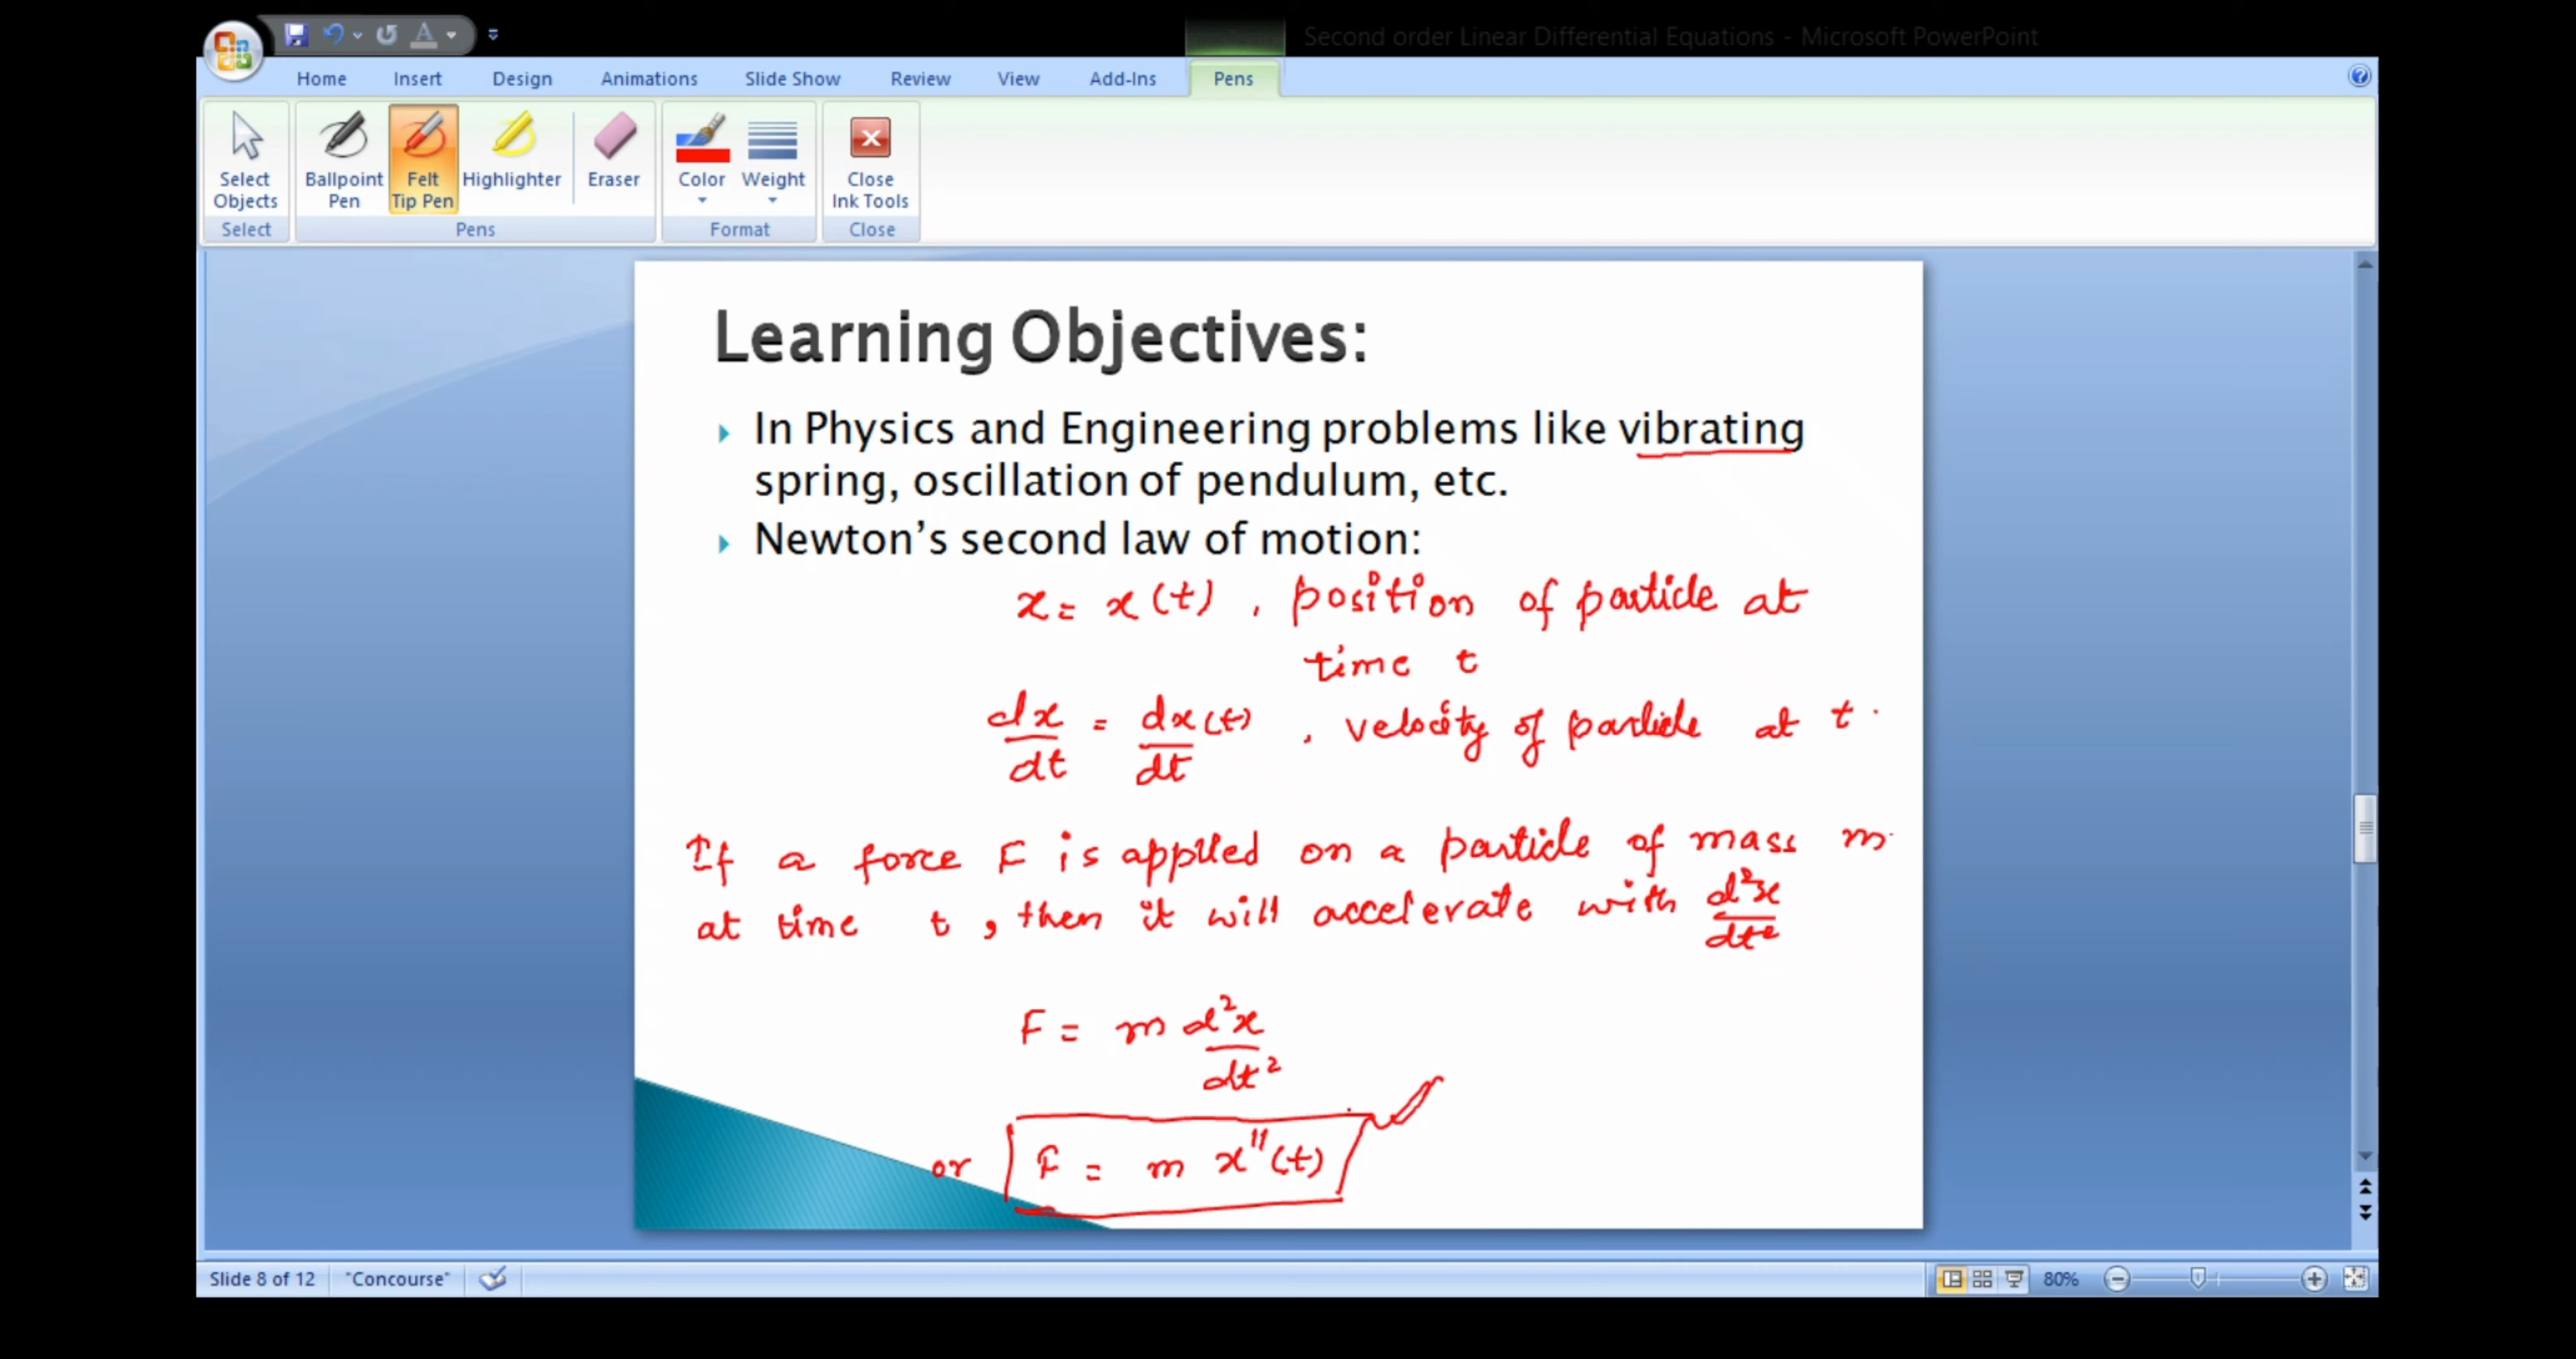 Second order Linear Differential Equations - Microsoft PowerPoint
Home Insert Design Animations Slide Show Review View Add-Ins Pens
Select Objects
Ballpoint Pen
Felt Tip Pen
Highlighter
Eraser
Color
Weight
Close Ink Tools
Select Pens Format Close
Learning Objectives:
In Physics and Engineering problems like vibrating
spring, oscillation of pendulum, etc.
Newton's second law of motion:
x = x(t), position of particle at
time t
dx/dt = dx/dt (t), velocity of particle at t.
If a force F is applied on a particle of mass m
at time t, then it will accelerate with d²x/dt²
F = m d²x/dt²
or F = m x"(t)
Slide 8 of 12 "Concourse" 80%